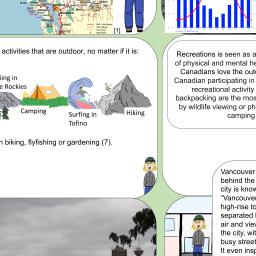 [1]
activities that are outdoor, no matter if it is:
iing in
e Rockies
Camping
Surfing in
Tofino
Hiking
n biking, flyfishing or gardening (7).
Recreations is seen as a
of physical and mental he
Canadians love the outd
Canadian participating in
recreational activity
backpacking are the mos
by wildlife viewing or ph
camping
Vancouver
behind the
city is know
"Vancouver
high-rise to
separated b
air and view
the city, wit
busy street
It even insp